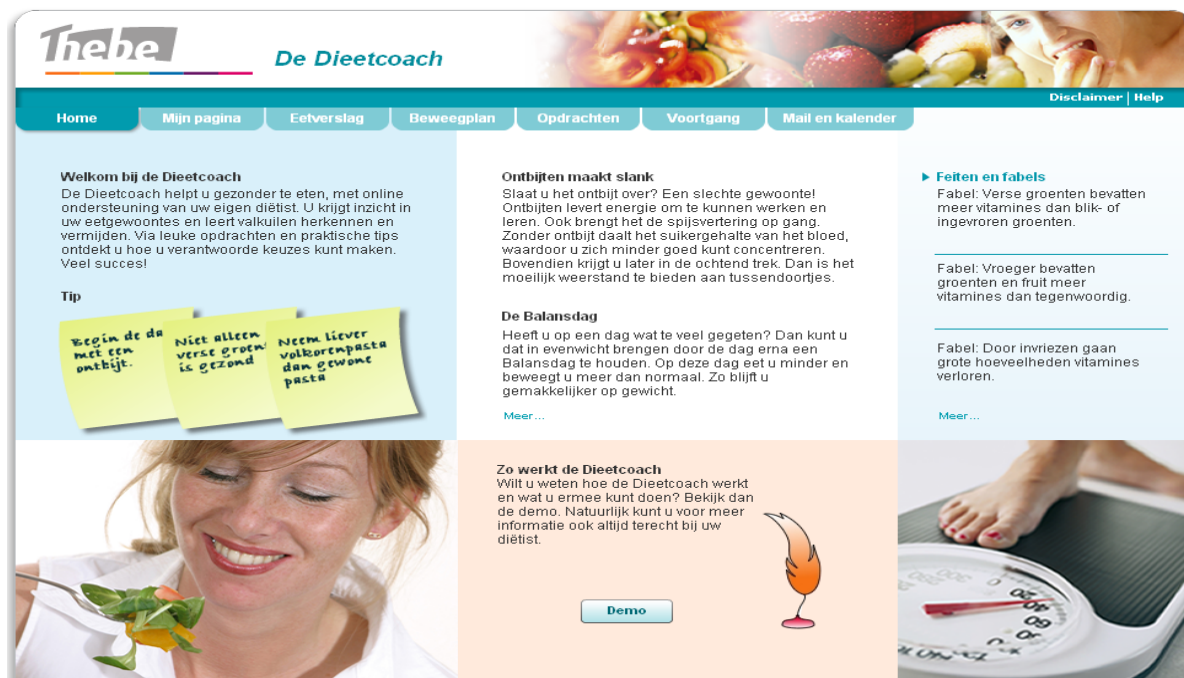 Thebe
De Dieetcoach
Disclaimer | Help
Home
Mijn pagina
Eetverslag
Beweegplan
Opdrachten
Voortgang
Mail en kalender
Welkom bij de Dieetcoach
De Dieetcoach helpt u gezonder te eten, met online
ondersteuning van uw eigen diëtist. U krijgt inzicht in
uw eetgewoontes en leert valkuilen herkennen en
vermijden. Via leuke opdrachten en praktische tips
ontdekt u hoe u verantwoorde keuzes kunt maken.
Veel succes!
Tip
Begin de da
met een
ontbijt.
Niet alleen
verse groen
is gezond
Neem liever
volkorenpasta
dan gewone
pasta
Ontbijten maakt slank
Slaat u het ontbijt over? Een slechte gewoonte!
Ontbijten levert energie om te kunnen werken en
leren. Ook brengt het de spijsvertering op gang.
Zonder ontbijt daalt het suikergehalte van het bloed,
waardoor u zich minder goed kunt concentreren.
Bovendien krijgt u later in de ochtend trek. Dan is het
moeilijk weerstand te bieden aan tussendoortjes.
De Balansdag
Heeft u op een dag wat te veel gegeten? Dan kunt u
dat in evenwicht brengen door de dag erna een
Balansdag te houden. Op deze dag eet u minder en
beweegt u meer dan normaal. Zo blijft u
gemakkelijker op gewicht.
Meer...
Feiten en fabels
Fabel: Verse groenten bevatten
meer vitamines dan blik- of
ingevroren groenten.
Fabel: Vroeger bevatten
groenten en fruit meer
vitamines dan tegenwoordig.
Fabel: Door invriezen gaan
grote hoeveelheden vitamines
verloren.
Meer...
Zo werkt de Dieetcoach
Wilt u weten hoe de Dieetcoach werkt
en wat u ermee kunt doen? Bekijk dan
de demo. Natuurlijk kunt u voor meer
informatie ook altijd terecht bij uw
diëtist.
Demo